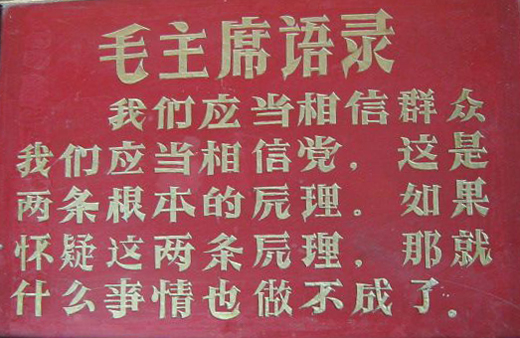 毛主席语录
我们应当相信群众
我们应当相信党，这是
两条根本的原理。如果
怀疑这两条原理，那就
什么事情也做不成了。